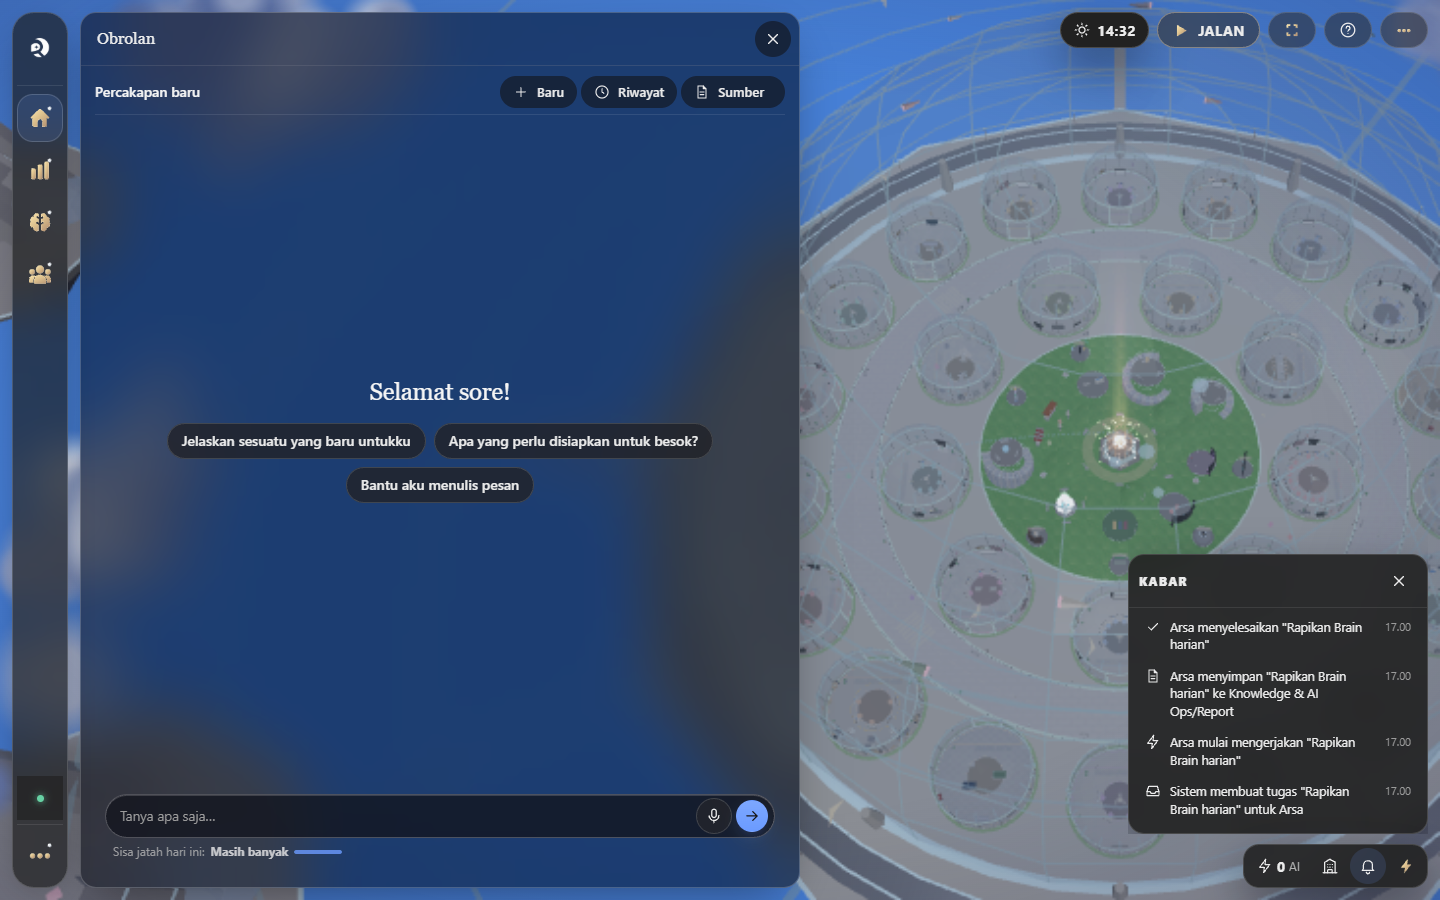 Obrolan
14:32
JALAN
Percakapan baru
Baru
Riwayat
Sumber
Selamat sore!
Jelaskan sesuatu yang baru untukku
Apa yang perlu disiapkan untuk besok?
Bantu aku menulis pesan
Tanya apa saja...
Sisa jatah hari ini: Masih banyak
KABAR
Arsa menyelesaikan "Rapikan Brain
harian"
17.00
Arsa menyimpan "Rapikan Brain
harian" ke Knowledge & AI
Ops/Report
17.00
Arsa mulai mengerjakan "Rapikan
Brain harian"
17.00
Sistem membuat tugas "Rapikan
Brain harian" untuk Arsa
17.00
0 AI